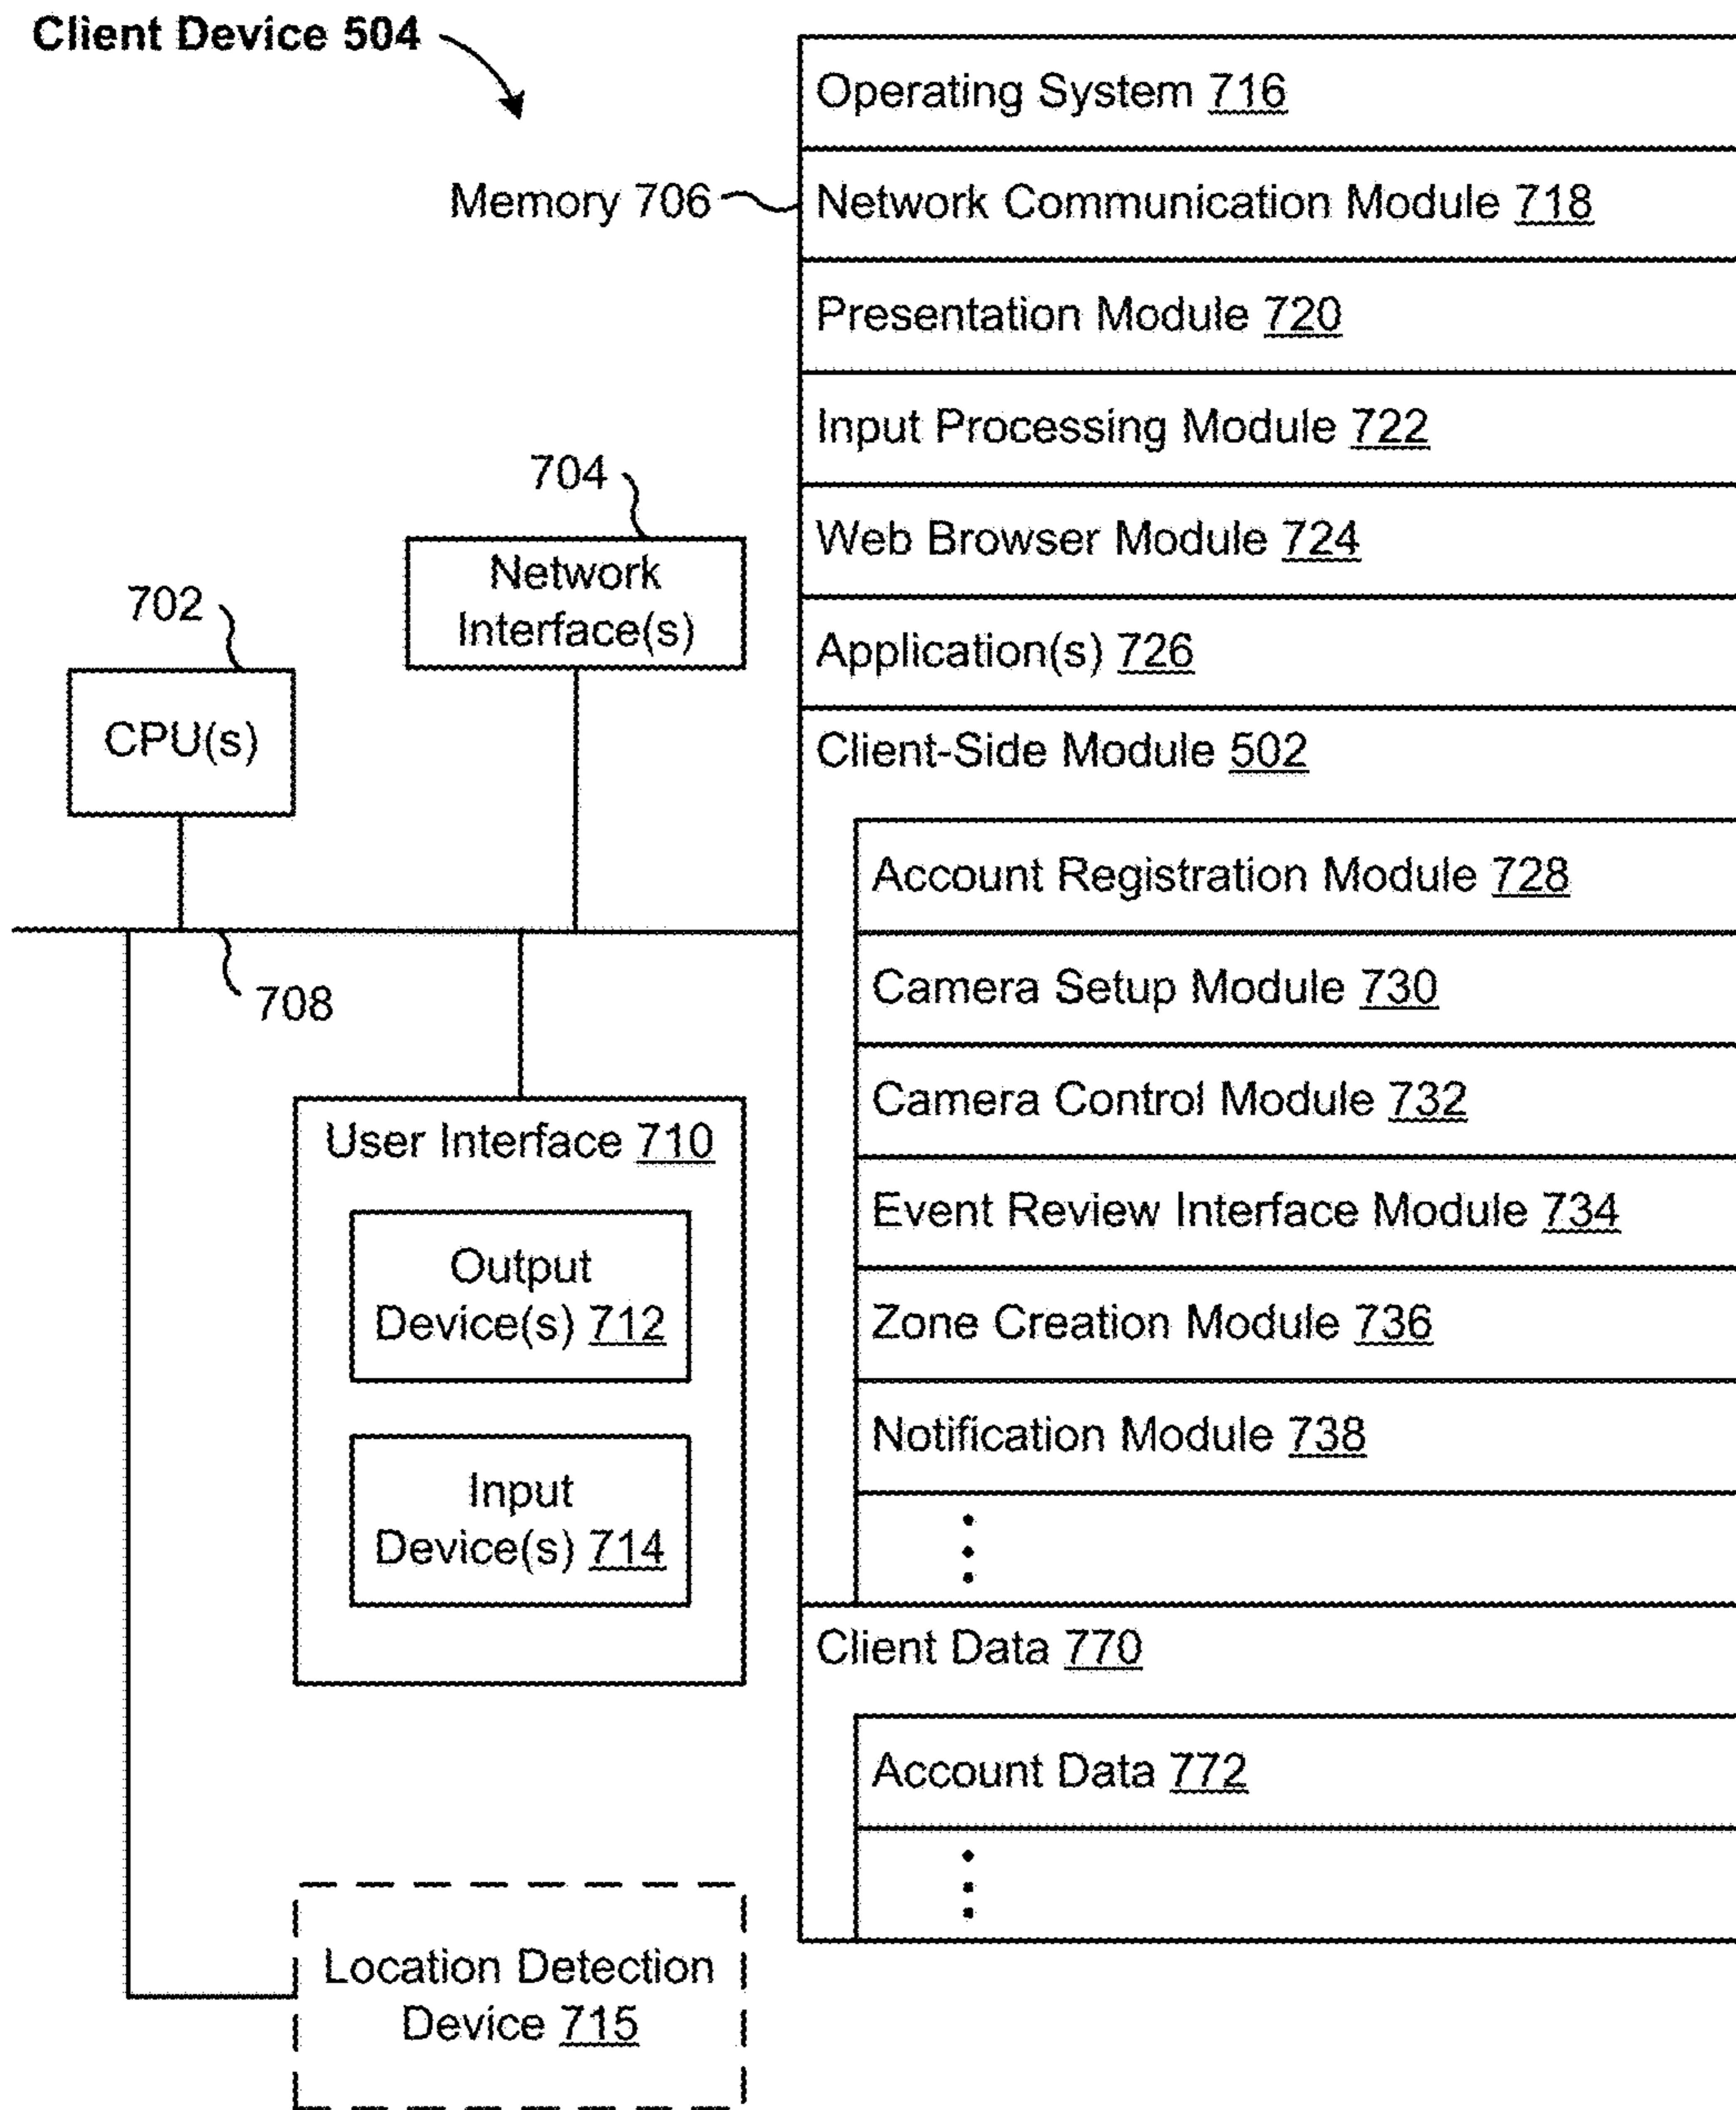 Client Device 504
Memory 706
704
Network
Interface(s)
702
CPU(s)
708
User Interface 710
Output
Device(s) 712
Input
Device(s) 714
Location Detection
Device 715
Operating System 716
Network Communication Module 718
Presentation Module 720
Input Processing Module 722
Web Browser Module 724
Application(s) 726
Client-Side Module 502
Account Registration Module 728
Camera Setup Module 730
Camera Control Module 732
Event Review Interface Module 734
Zone Creation Module 736
Notification Module 738
Client Data 770
Account Data 772